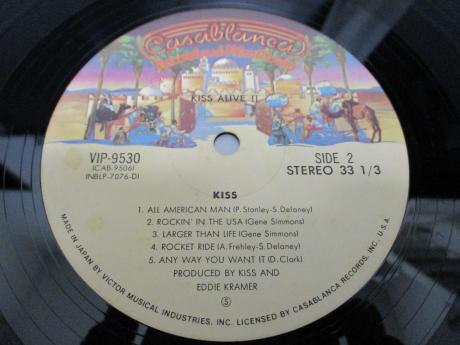 Casablanca
Record and FilmWorks
KISS ALIVE II
VIP-9530
(CAB-9506)
(NBLP-7076-D)
SIDE 2
STEREO 33 1/3
KISS
1. ALL AMERICAN MAN (P. Stanley-S. Delaney)
2. ROCKIN' IN THE USA (Gene Simmons)
3. LARGER THAN LIFE (Gene Simmons)
4. ROCKET RIDE (A. Frehley-S. Delaney)
5. ANY WAY YOU WANT IT (D. Clark)
PRODUCED BY KISS AND
EDDIE KRAMER
S
MADE IN JAPAN BY VICTOR MUSICAL INDUSTRIES, INC. LICENSED BY CASABLANCA RECORDS, INC., U.S.A.